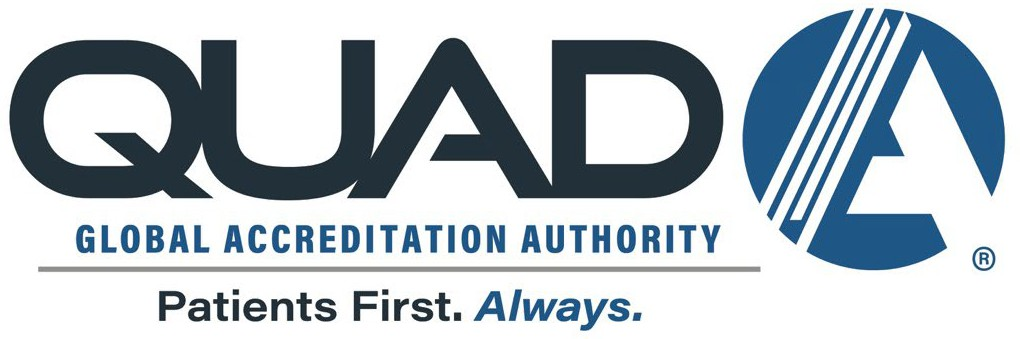 QUAD
GLOBAL ACCREDITATION AUTHORITY
Patients First. Always.
®